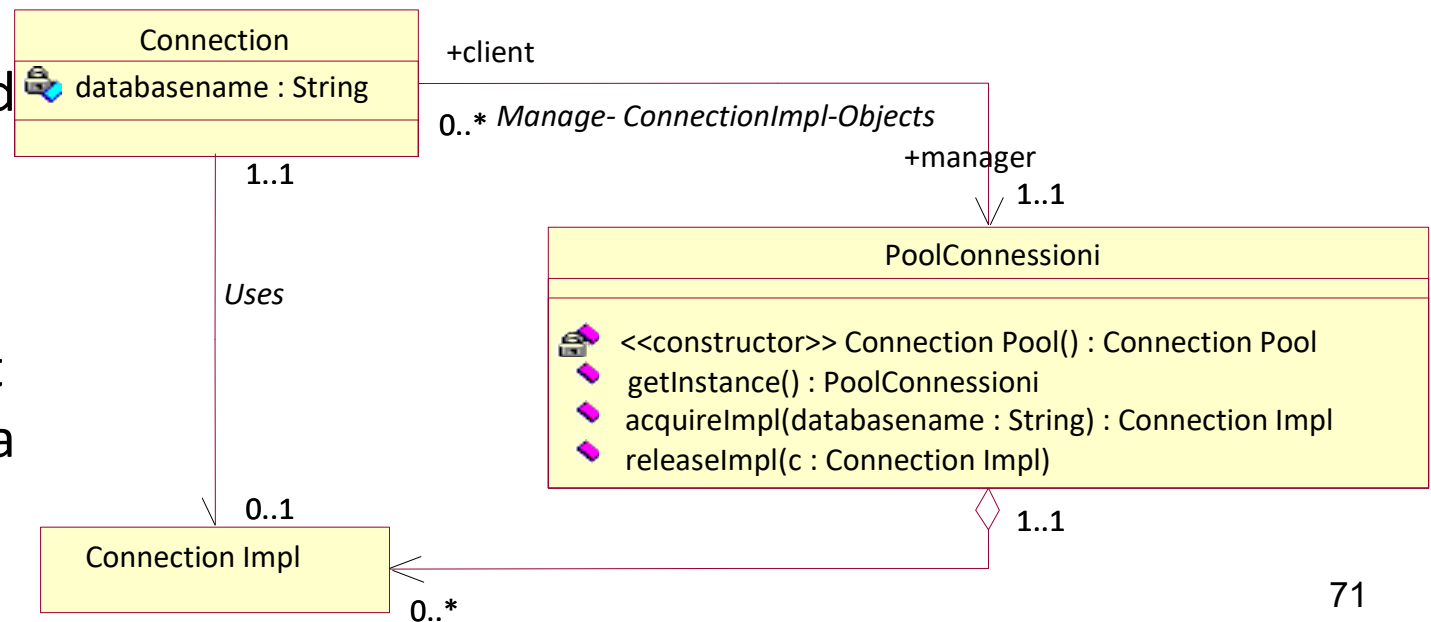 Connection
+client
d
databasename : String
0..* Manage- ConnectionImpl-Objects
+manager
1..1
1..1
PoolConnessioni
Uses
<<constructor>> Connection Pool() : Connection Pool
t
getInstance() : PoolConnessioni
acquireImpl(databasename : String) : Connection Impl
a
releaseImpl(c : Connection Impl)
0..1
1..1
Connection Impl
0..*
71